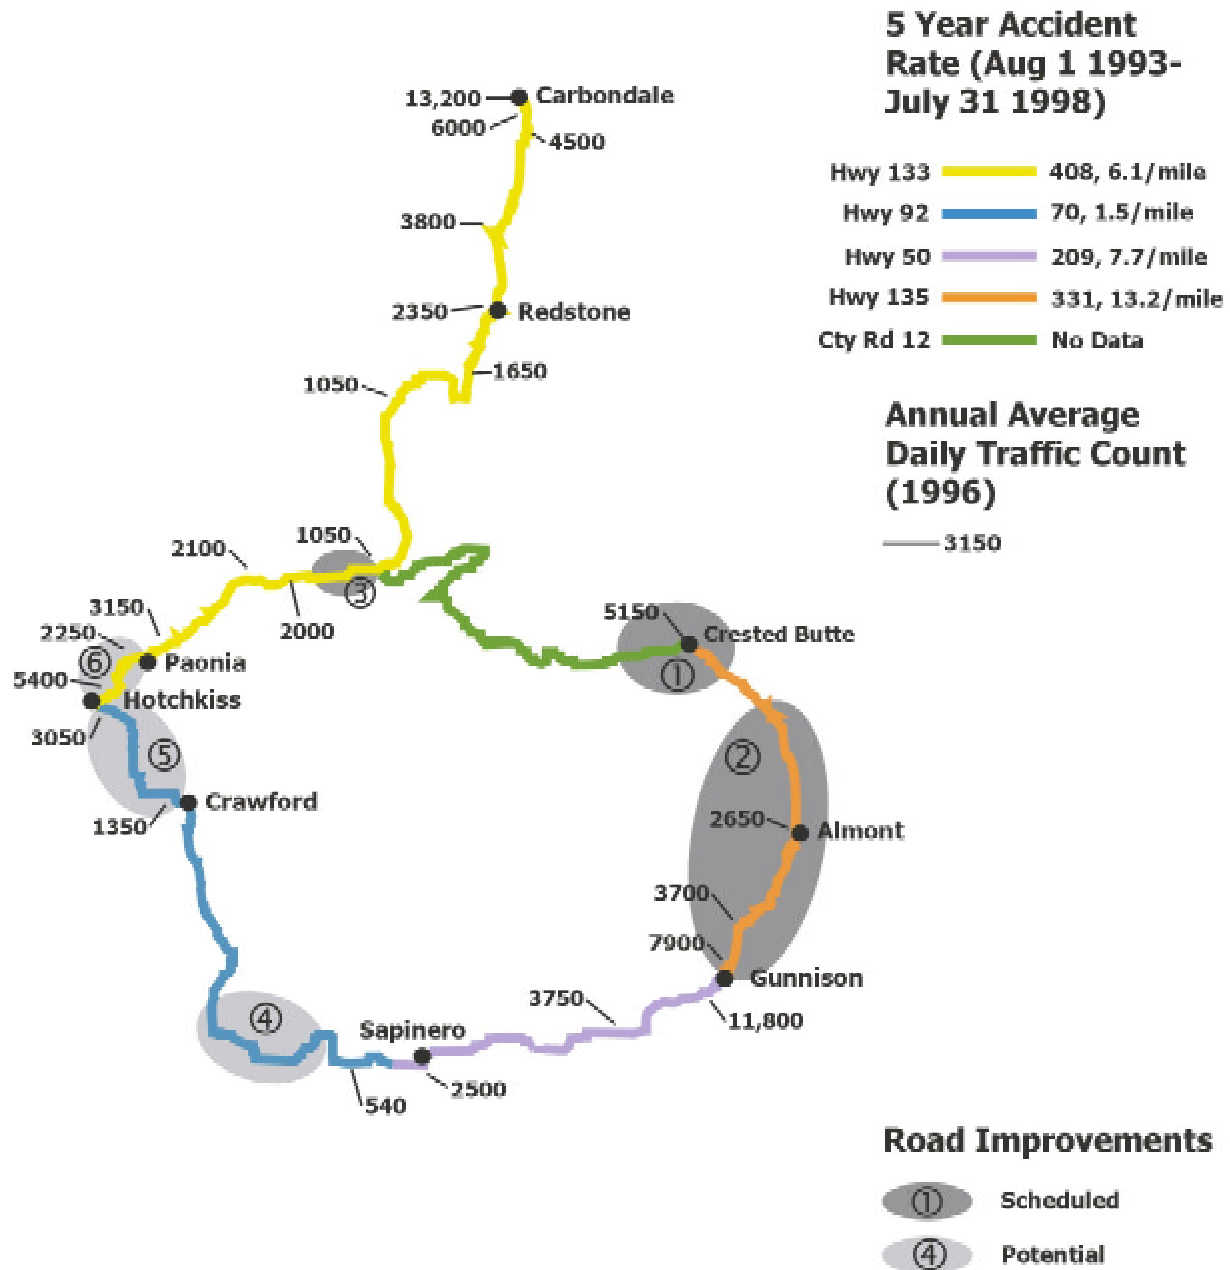 5 Year Accident
Rate (Aug 1 1993-
July 31 1998)
13,200
Carbondale
6000
4500
Hwy 133
408, 6.1/mile
Hwy 92
70, 1.5/mile
3800
Hwy 50
209, 7.7/mile
Hwy 135
331, 13.2/mile
2350
Redstone
Cty Rd 12
No Data
1650
1050
Annual Average
Daily Traffic Count
(1996)
3150
1050
2100
③
2000
3150
2250
5150
Crested Butte
⑥
Paonia
①
5400
Hotchkiss
3050
⑤
②
Crawford
1350
2650
Almont
3700
7900
Gunnison
3750
④
Sapinero
11,800
2500
540
Road Improvements
①
Scheduled
④
Potential